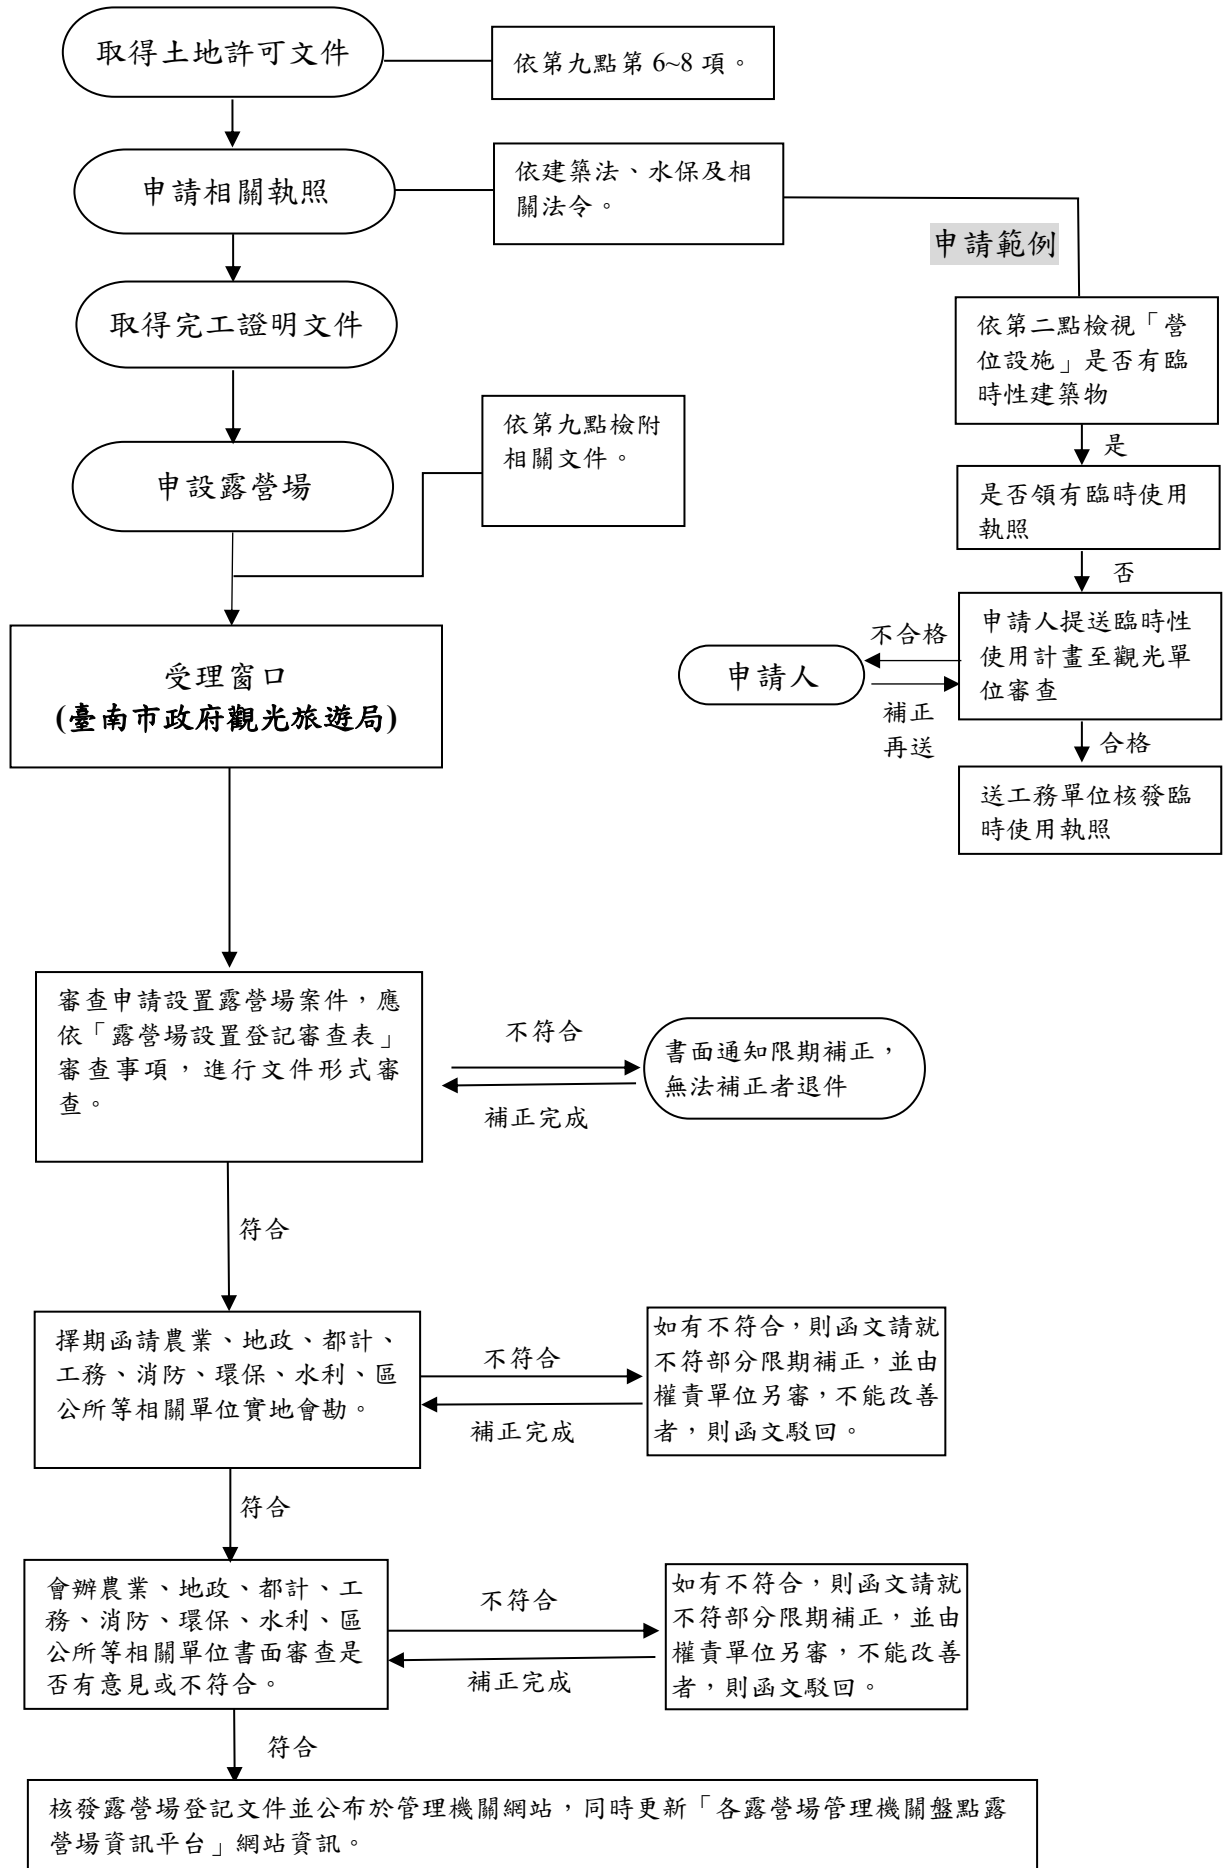 取得土地許可文件
依第九點第 6~8 項。
申請相關執照
依建築法、水保及相
關法令。
申請範例
取得完工證明文件
依第二點檢視「營
位設施」是否有臨
時性建築物
是
是否領有臨時使用
執照
否
申請人提送臨時性
使用計畫至觀光單
位審查
不合格
申請人
補正
再送
合格
送工務單位核發臨
時使用執照
依第九點檢附
相關文件。
申設露營場
受理窗口
(臺南市政府觀光旅遊局)
審查申請設置露營場案件，應
依「露營場設置登記審查表」
審查事項，進行文件形式審
查。
不符合
書面通知限期補正，
無法補正者退件
補正完成
符合
擇期函請農業、地政、都計、
工務、消防、環保、水利、區
公所等相關單位實地會勘。
不符合
如有不符合，則函文請就
不符部分限期補正，並由
權責單位另審，不能改善
者，則函文駁回。
補正完成
符合
會辦農業、地政、都計、工
務、消防、環保、水利、區
公所等相關單位書面審查是
否有意見或不符合。
不符合
如有不符合，則函文請就
不符部分限期補正，並由
權責單位另審，不能改善
者，則函文駁回。
補正完成
符合
核發露營場登記文件並公布於管理機關網站，同時更新「各露營場管理機關盤點露
營場資訊平台」網站資訊。